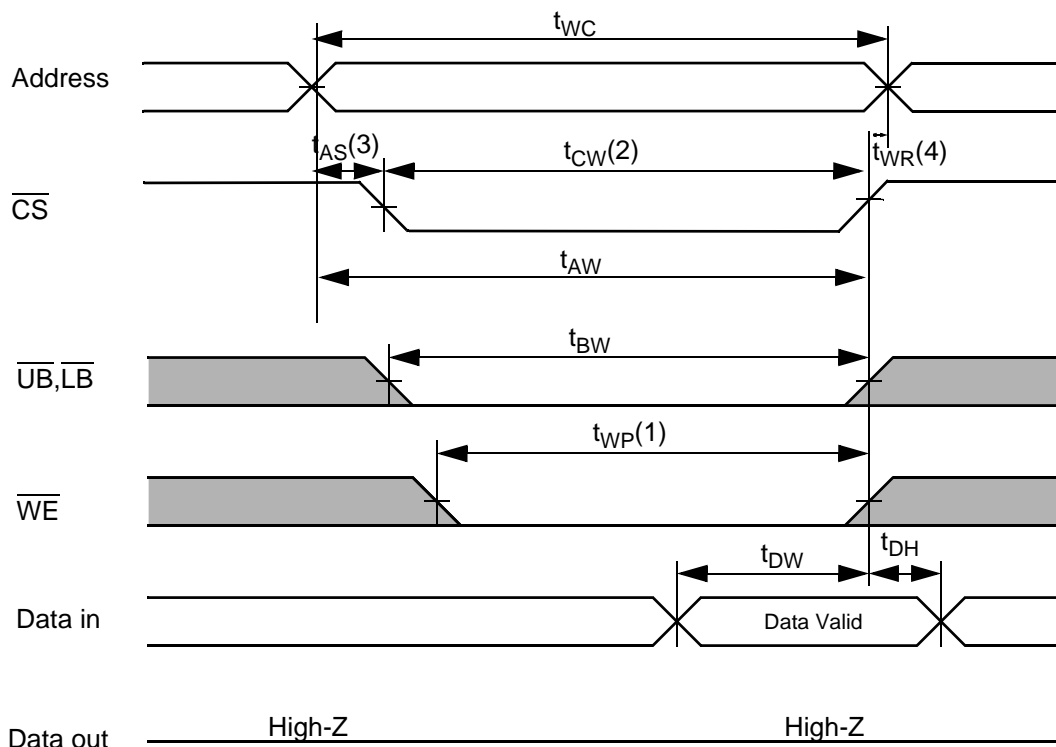 tWC
Address
tAS(3)
tCW(2)
tWR(4)
CS
tAW
tBW
UB,LB
tWP(1)
WE
tDW
tDH
Data in
Data Valid
High-Z
High-Z
Data out